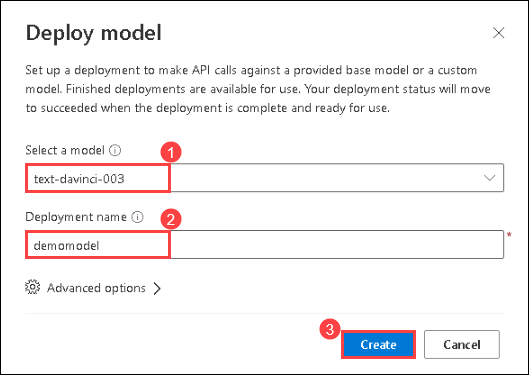 Deploy model
Set up a deployment to make API calls against a provided base model or a custom
model. Finished deployments are available for use. Your deployment status will move
to succeeded when the deployment is complete and ready for use.
Select a model
1
text-davinci-003
Deployment name
2
demomodel
*
Advanced options
3
Create
Cancel